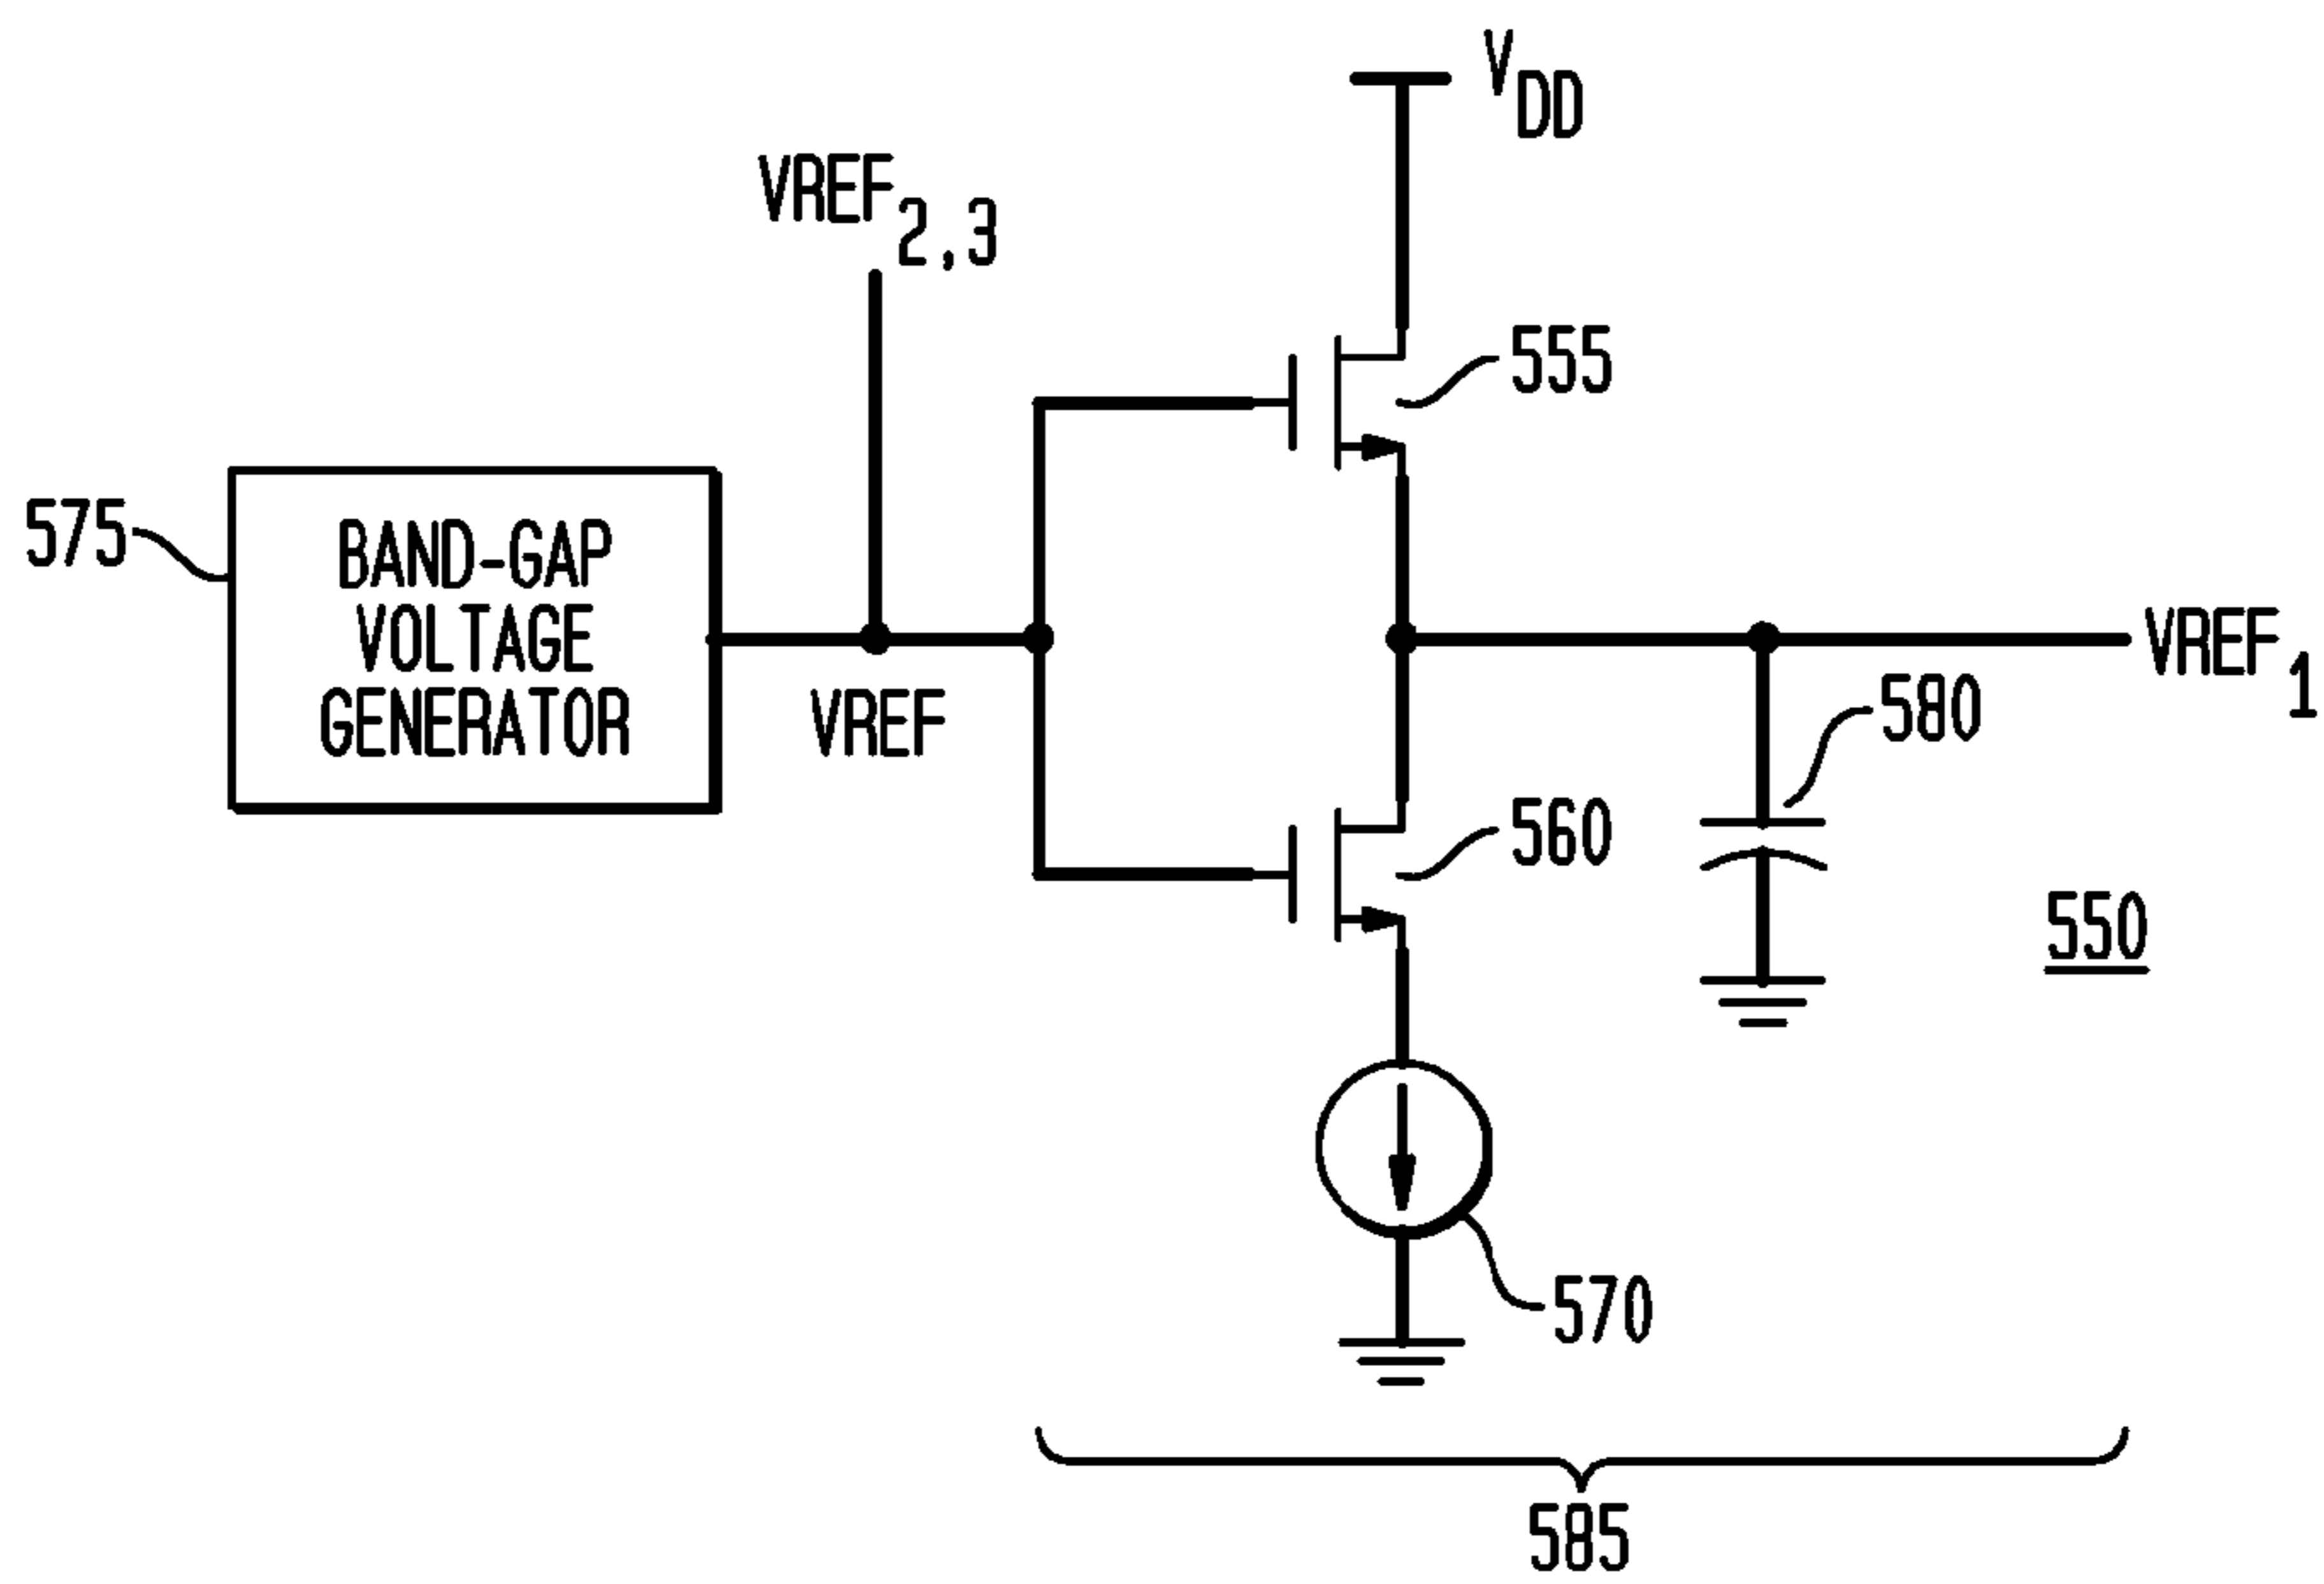 VDD
VREF2,3
555
575
BAND-GAP
VOLTAGE
GENERATOR
VREF
VREF1
580
560
550
570
585